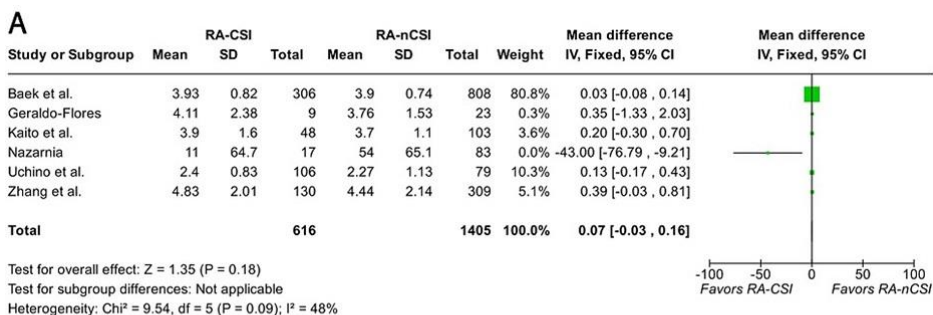 A
RA-CSI RA-nCSI Mean difference Mean difference
Study or Subgroup Mean SD Total Mean SD Total Weight IV, Fixed, 95% CI IV, Fixed, 95% CI
Baek et al. 3.93 0.82 306 3.9 0.74 808 80.8% 0.03 [-0.08 , 0.14]
Geraldo-Flores 4.11 2.38 9 3.76 1.53 23 0.3% 0.35 [-1.33 , 2.03]
Kaito et al. 3.9 1.6 48 3.7 1.1 103 3.6% 0.20 [-0.30 , 0.70]
Nazarnia 11 64.7 17 54 65.1 83 0.0% -43.00 [-76.79 , -9.21]
Uchino et al. 2.4 0.83 106 2.27 1.13 79 10.3% 0.13 [-0.17 , 0.43]
Zhang et al. 4.83 2.01 130 4.44 2.14 309 5.1% 0.39 [-0.03 , 0.81]
Total 616 1405 100.0% 0.07 [-0.03 , 0.16]
Test for overall effect: Z = 1.35 (P = 0.18)
Test for subgroup differences: Not applicable
Heterogeneity: Chi² = 9.54, df = 5 (P = 0.09); I² = 48%
-100 -50 0 50 100
Favors RA-CSI Favors RA-nCSI